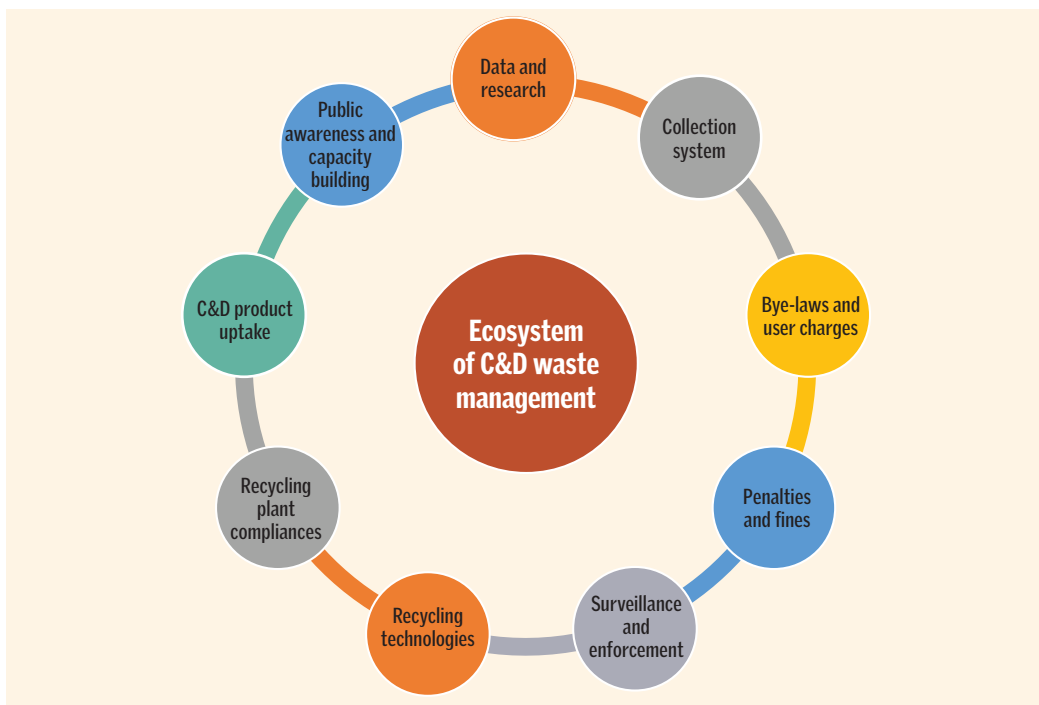 Data and
research
Collection
system
Bye-laws and
user charges
Penalties
and fines
Surveillance
and
enforcement
Recycling
technologies
Recycling
plant
compliances
C&D product
uptake
Public
awareness and
capacity
building
Ecosystem
of C&D waste
management